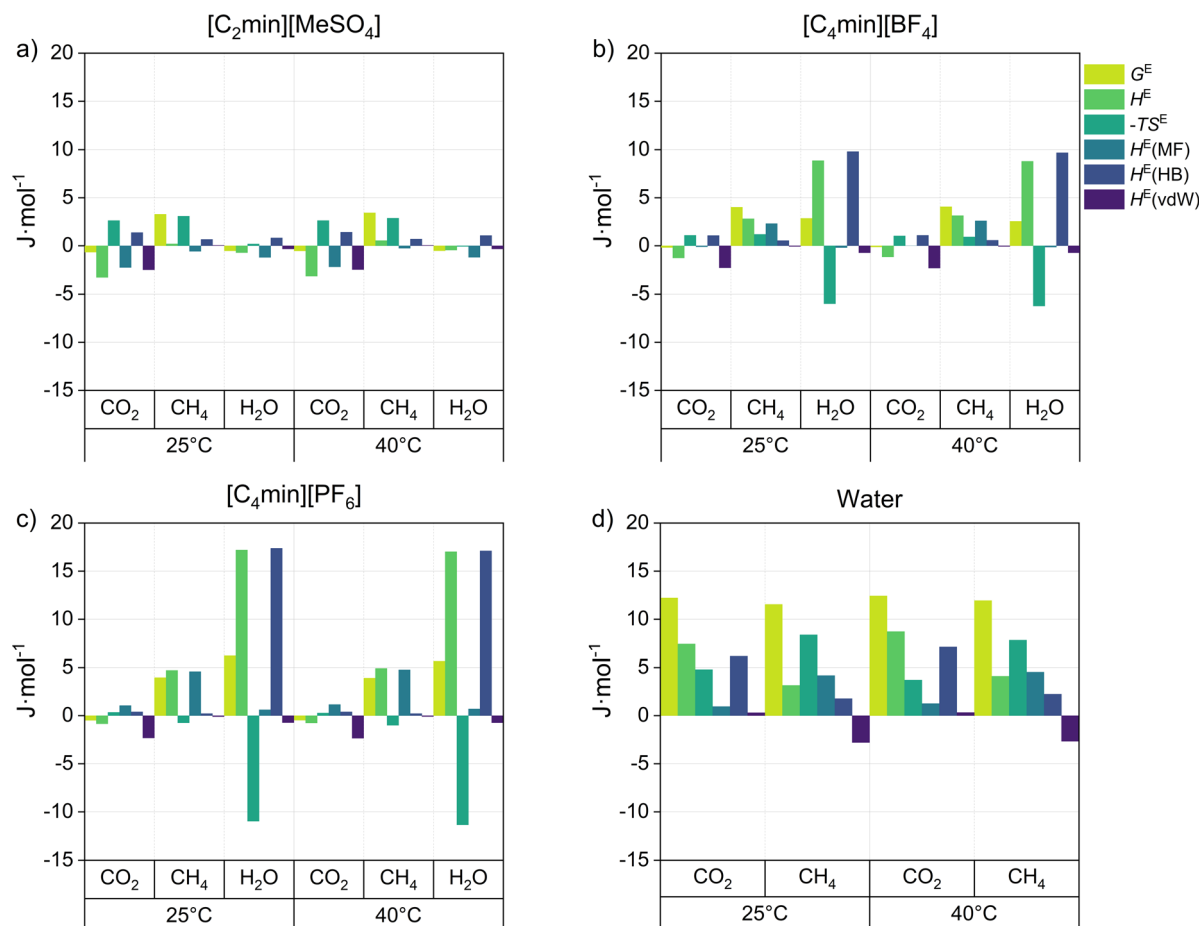 [C₂min][MeSO₄]
a)
20
15
10
5
0
-5
-10
-15
J·mol⁻¹
CO₂ CH₄ H₂O CO₂ CH₄ H₂O
25°C 40°C
[C₄min][BF₄]
b)
20
15
10
5
0
-5
-10
-15
J·mol⁻¹
CO₂ CH₄ H₂O CO₂ CH₄ H₂O
25°C 40°C
Gᴱ
Hᴱ
-TSᴱ
Hᴱ(MF)
Hᴱ(HB)
Hᴱ(vdW)
[C₄min][PF₆]
c)
20
15
10
5
0
-5
-10
-15
J·mol⁻¹
CO₂ CH₄ H₂O CO₂ CH₄ H₂O
25°C 40°C
Water
d)
20
15
10
5
0
-5
-10
-15
J·mol⁻¹
CO₂ CH₄ CO₂ CH₄
25°C 40°C